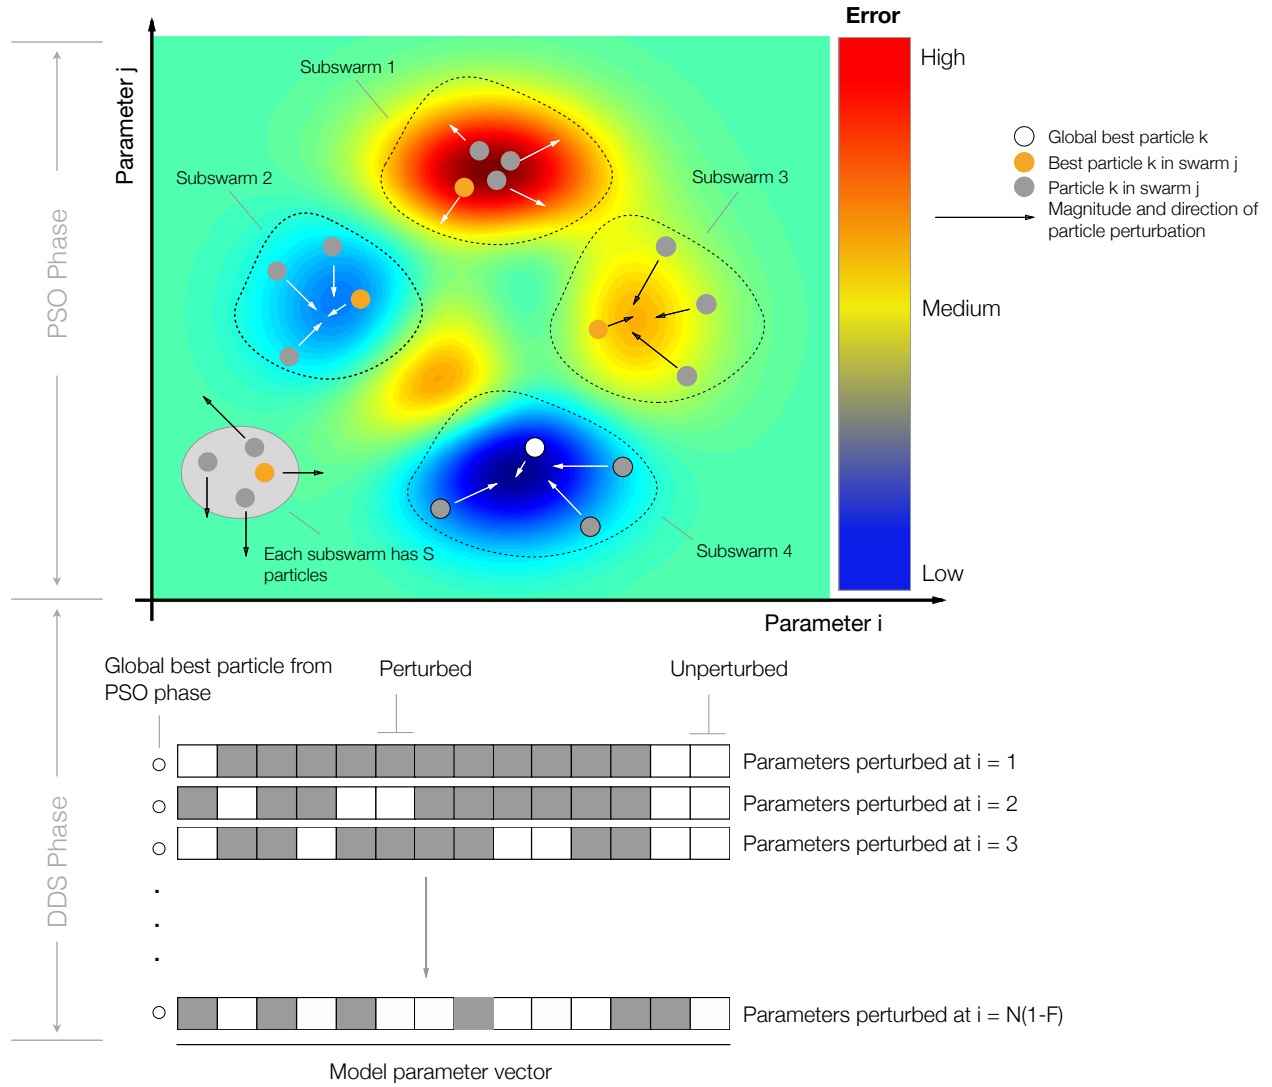 Error
High
Medium
Low
Parameter j
PSO Phase
Subswarm 1
Subswarm 2
Subswarm 3
Subswarm 4
Each subswarm has S
particles
Parameter i
Global best particle k
Best particle k in swarm j
Particle k in swarm j
Magnitude and direction of
particle perturbation
DDS Phase
Global best particle from
PSO phase
Perturbed
Unperturbed
Parameters perturbed at i = 1
Parameters perturbed at i = 2
Parameters perturbed at i = 3
.
.
.
Parameters perturbed at i = N(1-F)
Model parameter vector